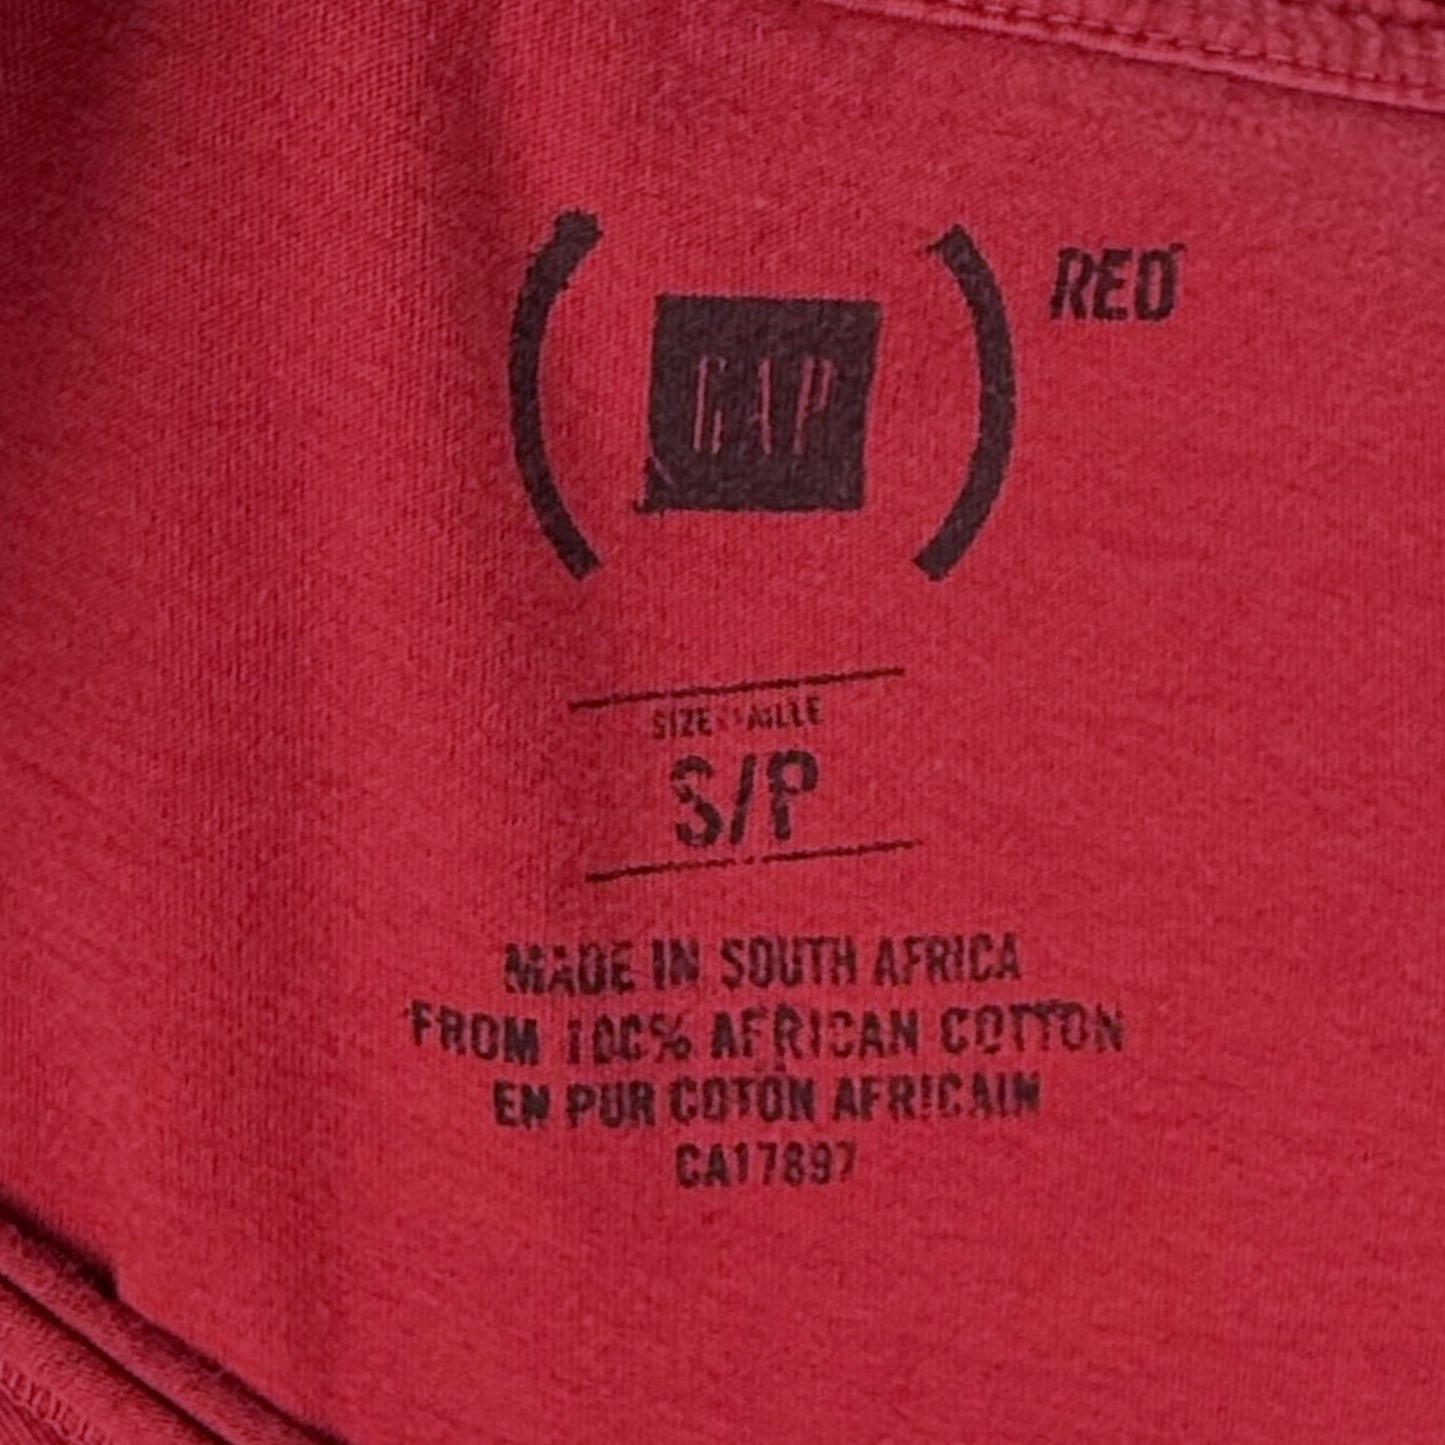 (GAP) RED
SIZE·TAILLE
S/P
MADE IN SOUTH AFRICA
FROM 100% AFRICAN COTTON
EN PUR COTON AFRICAIN
CA17897